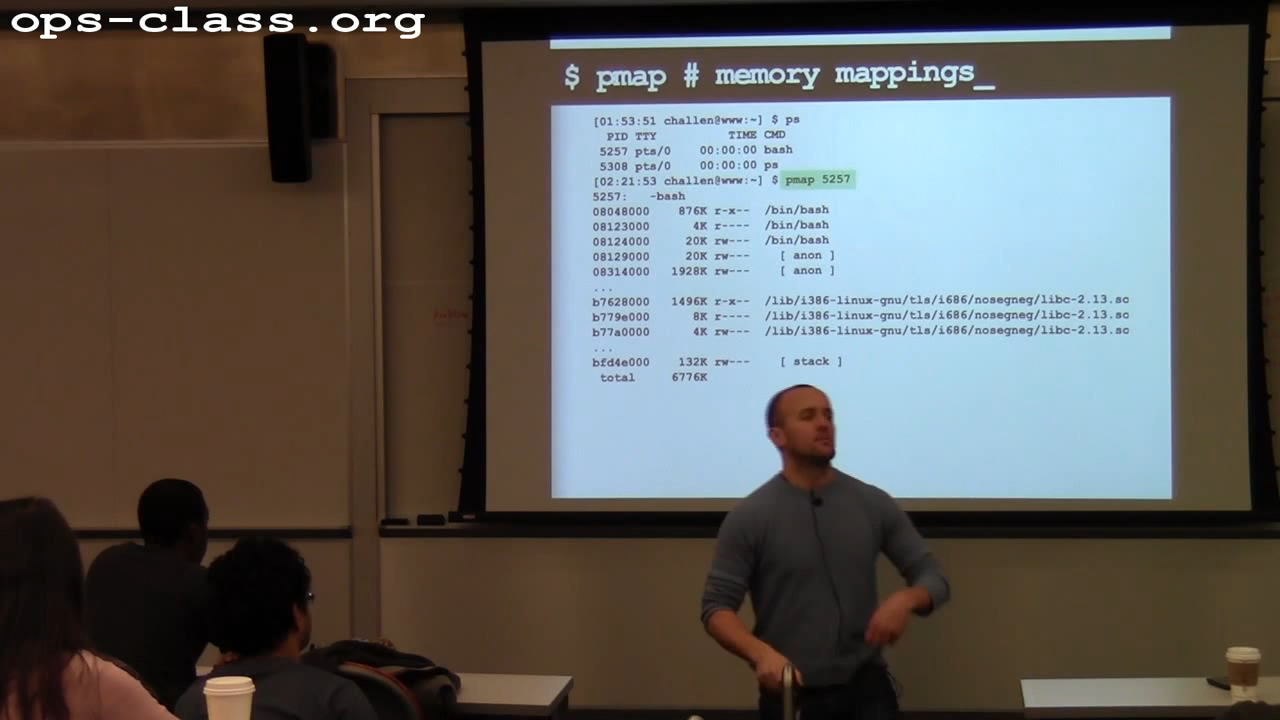 ops-class.org
$ pmap # memory mappings_
[01:53:51 challen@www:~] $ ps
PID TTY TIME CMD
5257 pts/0 00:00:00 bash
5308 pts/0 00:00:00 ps
[02:21:53 challen@www:~] $ pmap 5257
5257: -bash
08048000 876K r-x-- /bin/bash
08123000 4K r---- /bin/bash
08124000 20K rw--- /bin/bash
08129000 20K rw--- [ anon ]
08314000 1928K rw--- [ anon ]
...
b7628000 1496K r-x-- /lib/i386-linux-gnu/tls/i686/nosegneg/libc-2.13.so
b779e000 8K r---- /lib/i386-linux-gnu/tls/i686/nosegneg/libc-2.13.so
b77a0000 4K rw--- /lib/i386-linux-gnu/tls/i686/nosegneg/libc-2.13.so
...
bfd4e000 132K rw--- [ stack ]
total 6776K